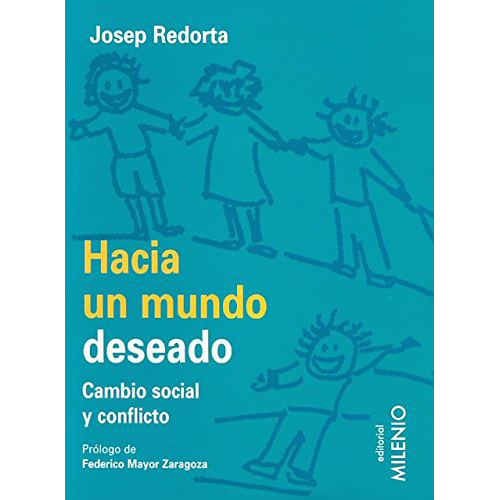 Josep Redorta
Hacia
un mundo
deseado
Cambio social
y conflicto
Prólogo de
Federico Mayor Zaragoza
editorial
MILENIO